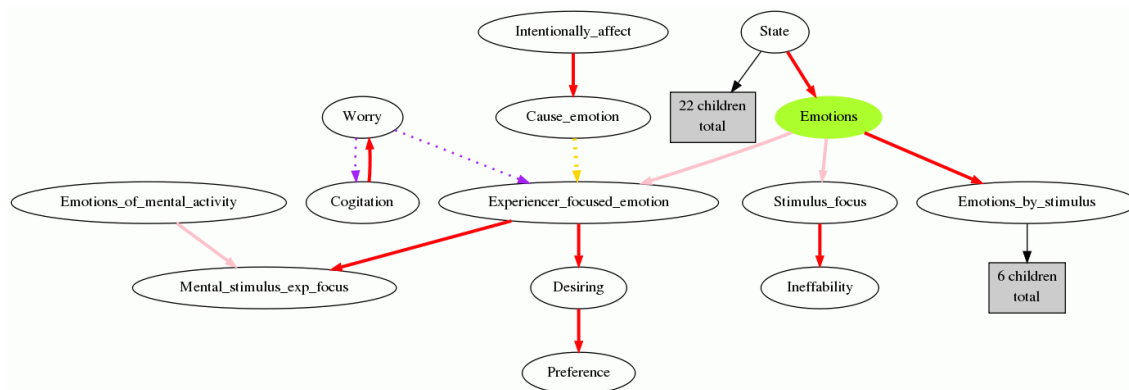 Intentionally_affect
State
22 children
total
Worry
Cause_emotion
Emotions
Emotions_of_mental_activity
Cogitation
Experiencer_focused_emotion
Stimulus_focus
Emotions_by_stimulus
Mental_stimulus_exp_focus
Desiring
Ineffability
6 children
total
Preference